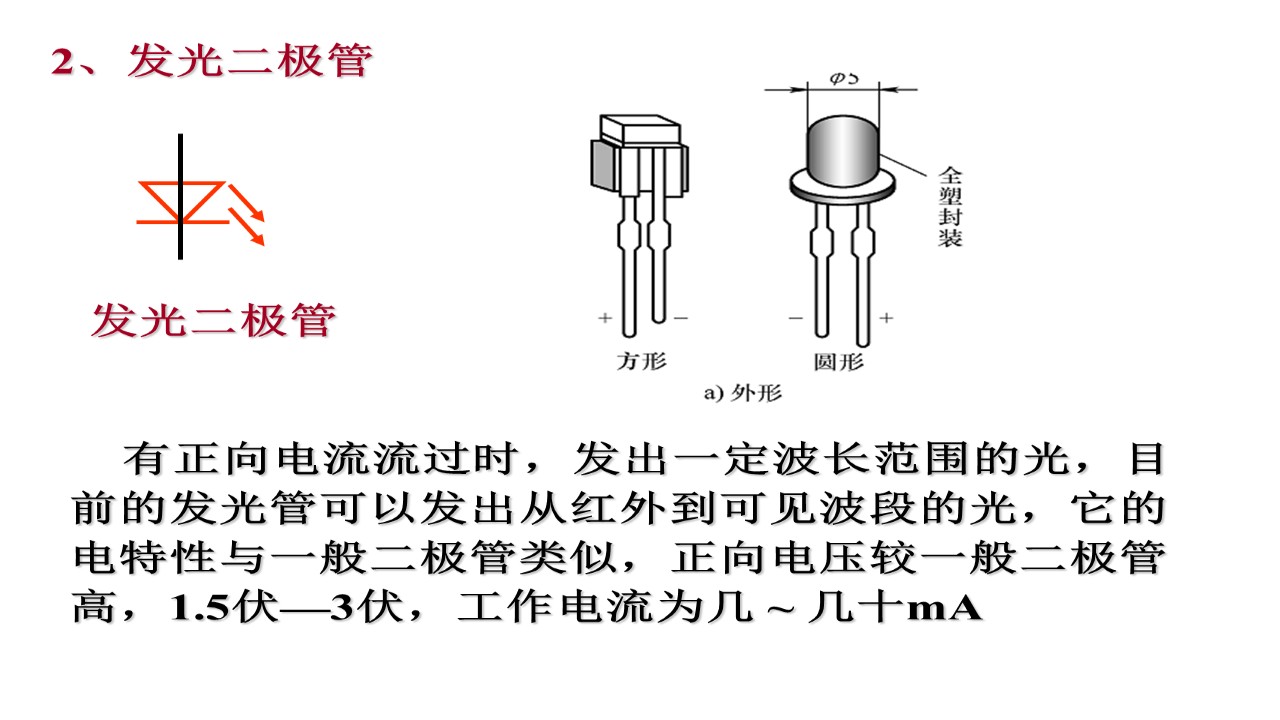 2、发光二极管
φ5
全塑封装
+ − − +
方形 圆形
a) 外形
发光二极管
有正向电流流过时，发出一定波长范围的光，目
前的发光管可以发出从红外到可见波段的光，它的
电特性与一般二极管类似，正向电压较一般二极管
高，1.5伏—3伏，工作电流为几 ~ 几十mA